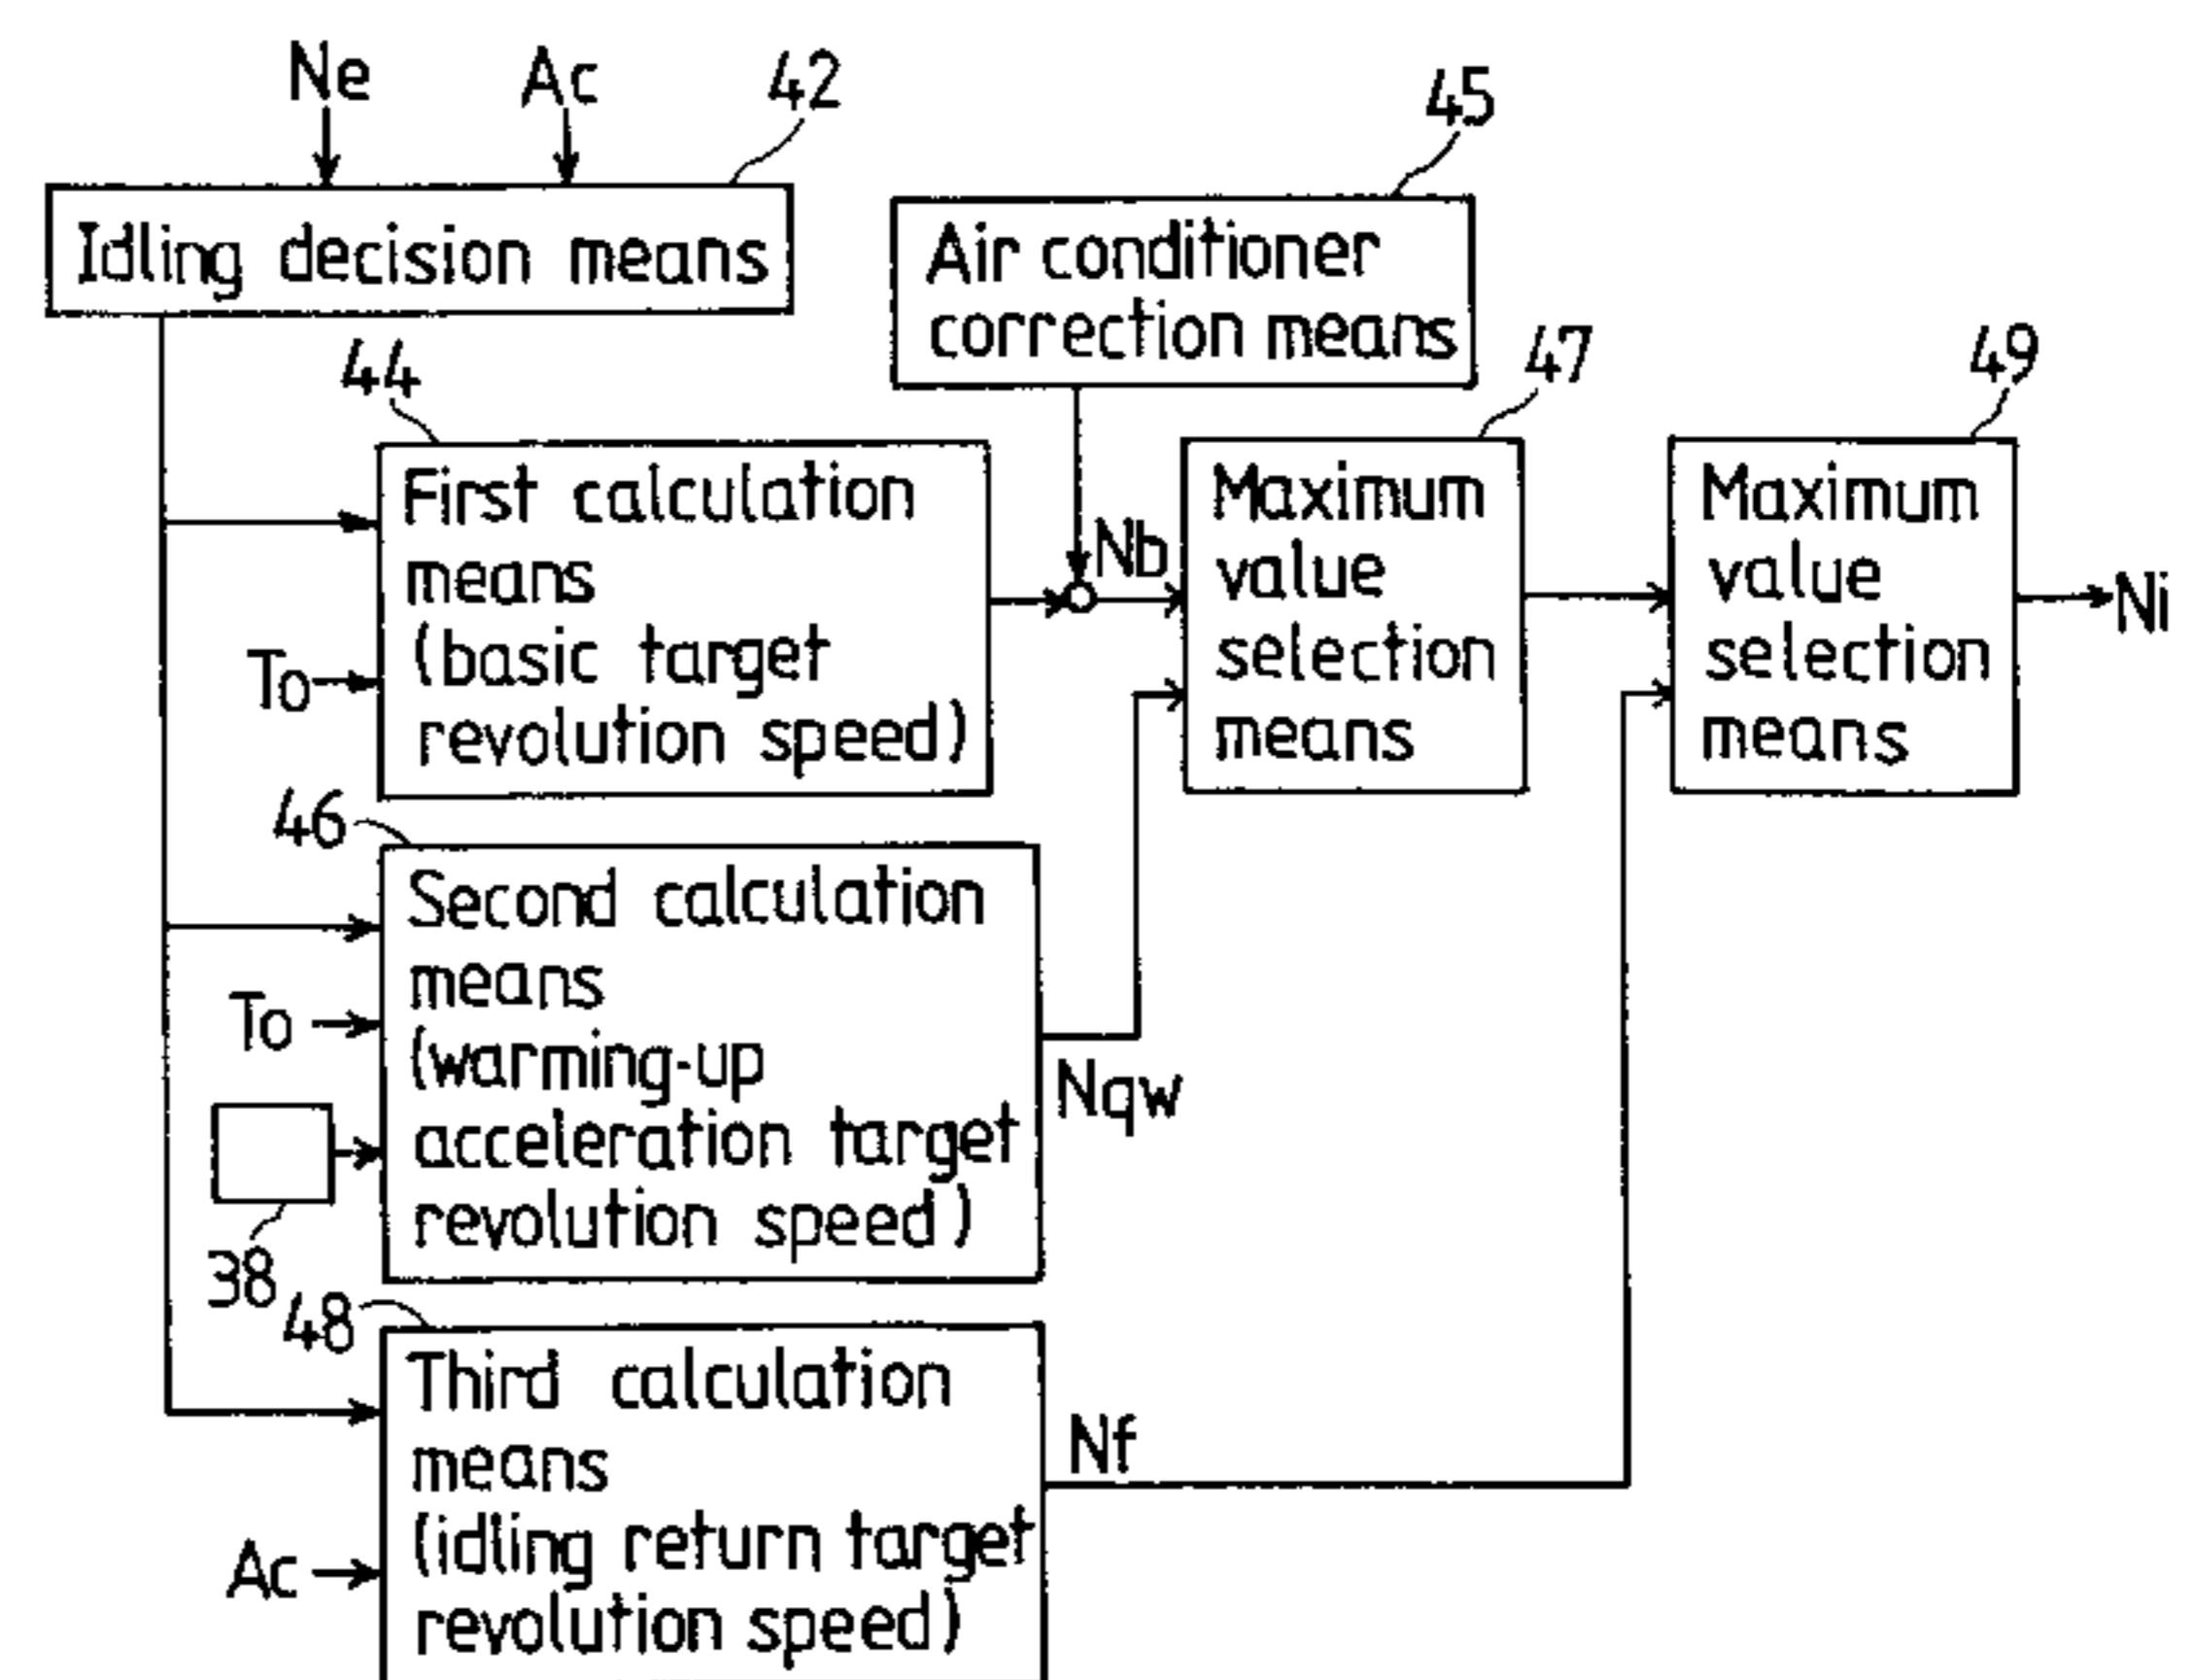 Ne
Ac
42
45
Idling decision means
Air conditioner
correction means
44
47
49
First calculation
means
(basic target
revolution speed)
To
Nb
Maximum
value
selection
means
Maximum
value
selection
means
Ni
46
Second calculation
means
(warming-up
acceleration target
revolution speed)
To
38
Nqw
48
Third calculation
means
(idling return target
revolution speed)
Ac
Nf